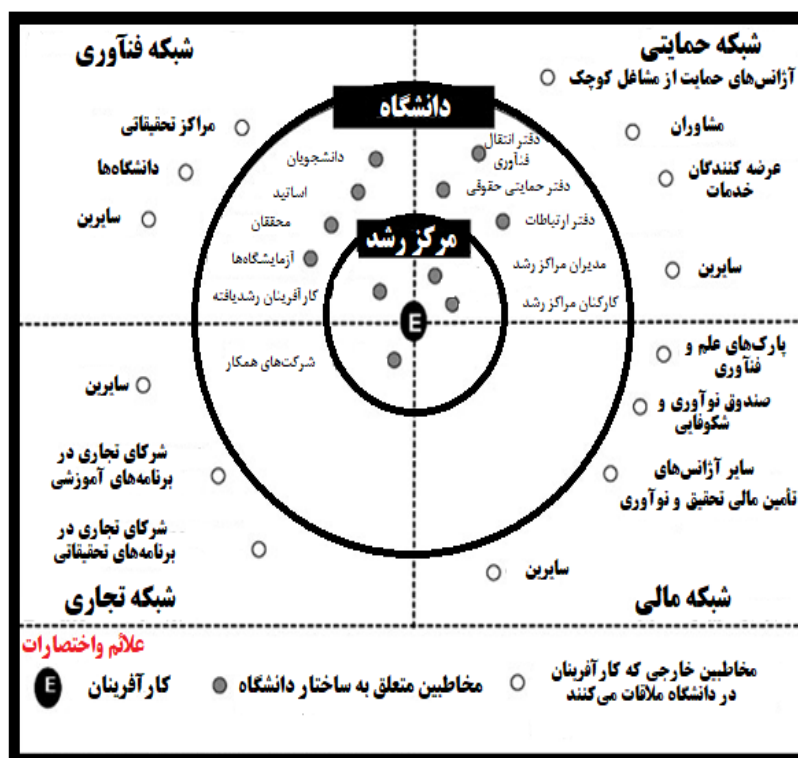 شبکه حمایتی
آژانس‌های حمایت از مشاغل کوچک
مشاوران
عرضه کنندگان
خدمات
سایرین
شبکه فنآوری
مراکز تحقیقاتی
دانشگاه‌ها
سایرین
دانشگاه
دفتر انتقال
فنآوری
دفتر حمایتی حقوقی
دفتر ارتباطات
مدیران مراکز رشد
کارکنان مراکز رشد
دانشجویان
اساتید
محققان
آزمایشگاه‌ها
کارآفرینان رشدیافته
مرکز رشد
E
شرکت‌های همکار
پارک‌های علم و
فنآوری
صندوق نوآوری و
شکوفایی
سایر آژانس‌های
تأمین مالی تحقیق و نوآوری
سایرین
شبکه مالی
سایرین
شرکای تجاری در
برنامه‌های آموزشی
شرکای تجاری در
برنامه‌های تحقیقاتی
شبکه تجاری
علائم واختصارات
مخاطبین خارجی که کارآفرینان
در دانشگاه ملاقات می‌کنند
مخاطبین متعلق به ساختار دانشگاه
کارآفرینان
E